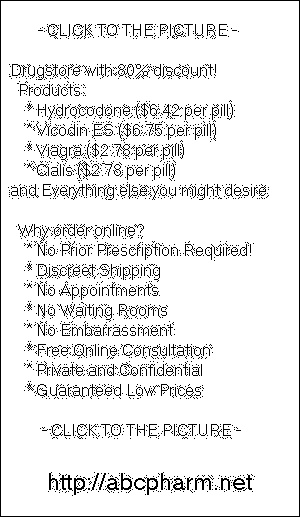 - CLICK TO THE PICTURE -
Drugstore with 80% discount!
Products:
* Hydrocodone ($6.42 per pill)
* Vicodin ES ($6.75 per pill)
* Viagra ($2.78 per pill)
* Cialis ($2.76 per pill)
and Everything else you might desire
Why order online?
* No Prior Prescription Required!
* Discreet Shipping
* No Appointments
* No Waiting Rooms
* No Embarrassment
* Free Online Consultation
* Private and Confidential
* Guaranteed Low Prices
- CLICK TO THE PICTURE -
http://abcpharm.net